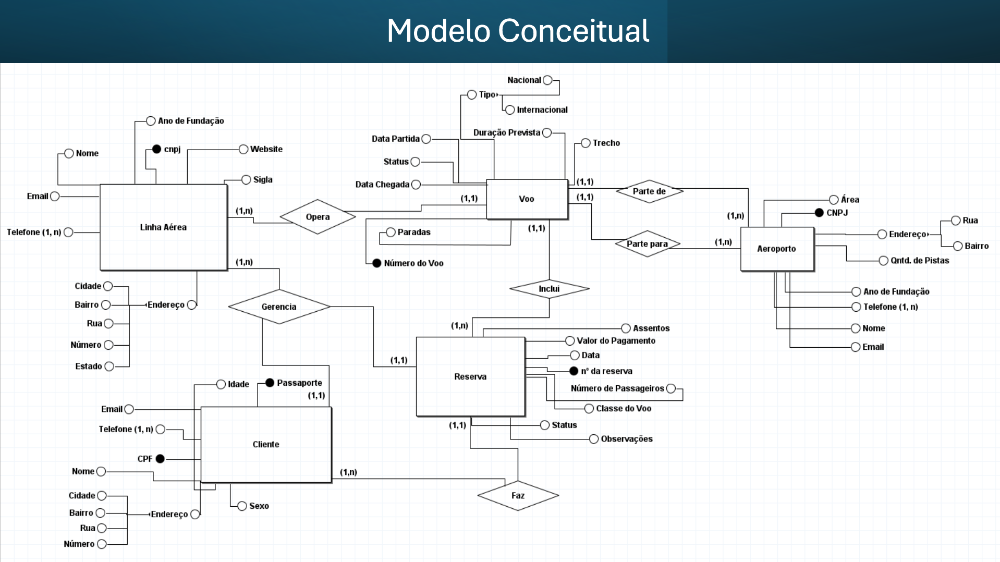 Modelo Conceitual
Nacional
Tipo
Internacional
Ano de Fundação
Duração Prevista
Data Partida
Trecho
cnpj
Website
Nome
Status
Sigla
Data Chegada
(1,1)
Parte de
Email
(1,1)
(1,1)
Voo
Área
(1,n)
CNPJ
(1,n)
Opera
Rua
Linha Aérea
(1,1)
Telefone (1, n)
Paradas
Endereço
Parte para
(1,n)
Bairro
Aeroporto
Qntd. de Pistas
(1,n)
Número do Voo
Cidade
Inclui
Ano de Fundação
Bairro
Endereço
Gerencia
Telefone (1, n)
Rua
(1,n)
Assentos
Nome
Valor do Pagamento
Número
Email
Data
(1,1)
Estado
nº da reserva
Reserva
Idade
Passaporte
Número de Passageiros
(1,1)
Email
Classe do Voo
(1,1)
Status
Telefone (1, n)
Observações
Cliente
CPF
Nome
(1,n)
Cidade
Faz
Sexo
Bairro
Endereço
Rua
Número